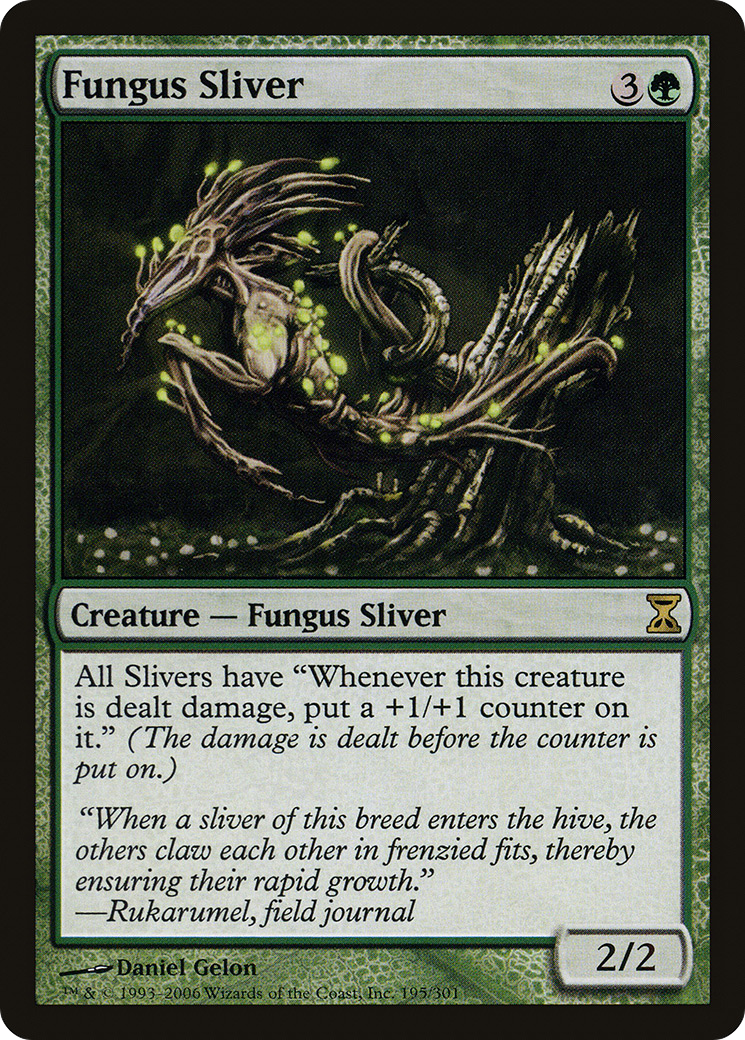 Fungus Sliver 3
Creature — Fungus Sliver
All Slivers have “Whenever this creature
is dealt damage, put a +1/+1 counter on
it.” (The damage is dealt before the counter is
put on.)
“When a sliver of this breed enters the hive, the
others claw each other in frenzied fits, thereby
ensuring their rapid growth.”
—Rukarumel, field journal
2/2
Daniel Gelon
™ & © 1993–2006 Wizards of the Coast, Inc. 195/301